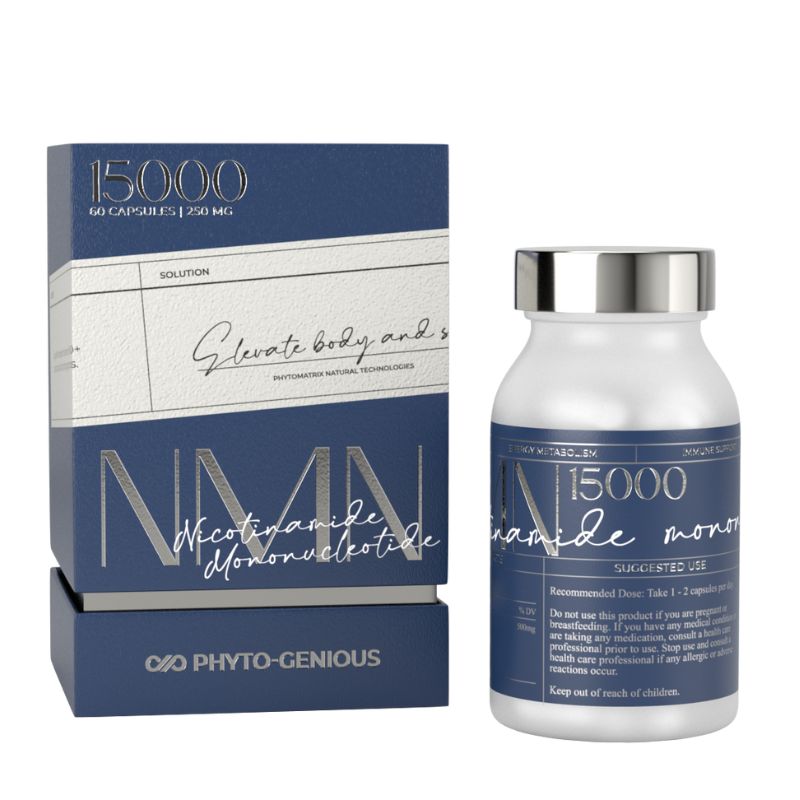 15000
60 CAPSULES | 250 MG
SOLUTION
Elevate body and s
PHYTOMATRIX NATURAL TECHNOLOGIES
NMN
Nicotinamide
Mononucleotide
PHYTO-GENIOUS
ENERGY METABOLISM
IMMUNE SUPPORT
15000
SUGGESTED USE
Recommended Dose: Take 1 - 2 capsules per day
% DV
500mg
Do not use this product if you are pregnant or
breastfeeding. If you have any medical condition
are taking any medication, consult a health care
professional prior to use. Stop use and consult a
health care professional if any allergic or adverse
reactions occur.
Keep out of reach of children.